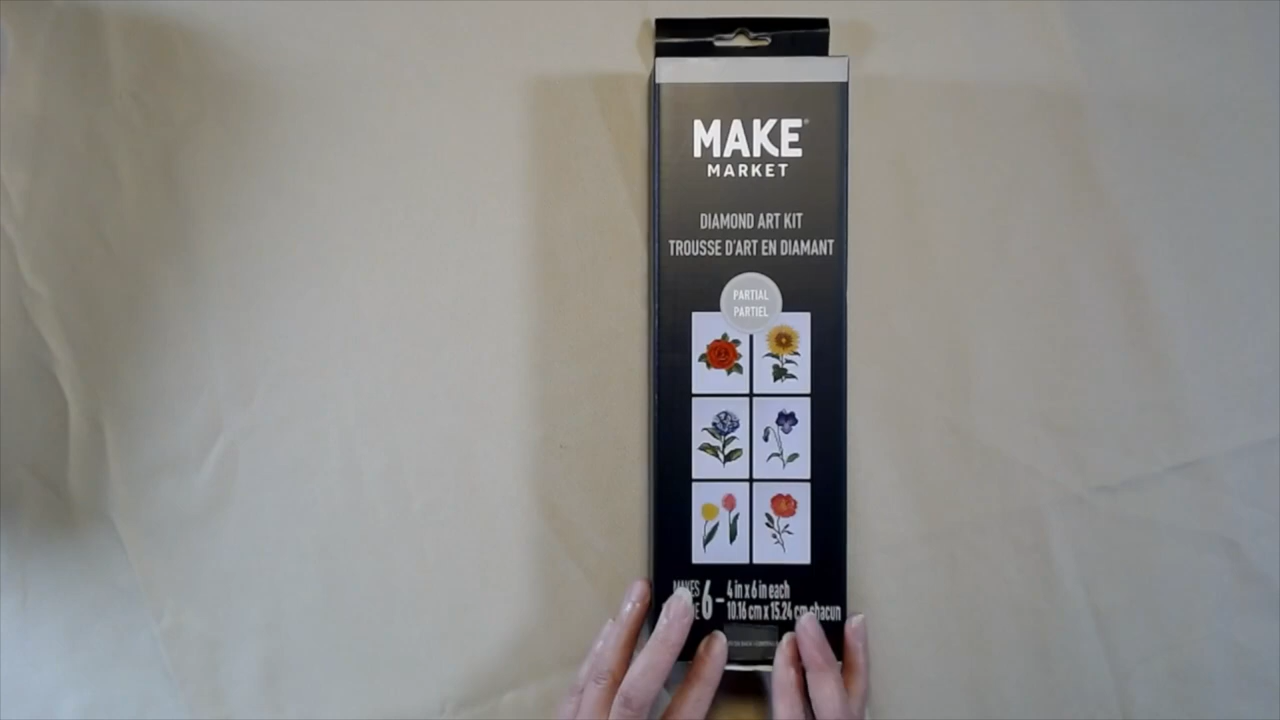 MAKE®
MARKET
DIAMOND ART KIT
TROUSSE D'ART EN DIAMANT
PARTIAL
PARTIEL
MAKES
6 – 4 in x 6 in each
10.16 cm x 15.24 cm chacun